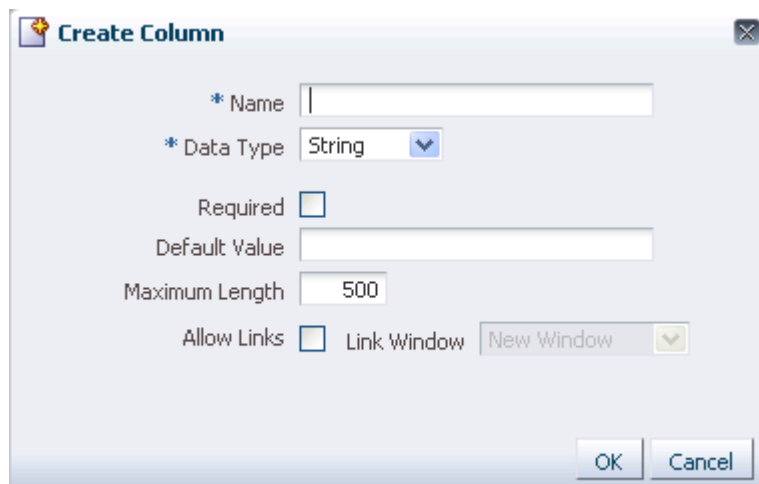 Create Column
* Name
* Data Type String
Required
Default Value
Maximum Length 500
Allow Links Link Window New Window
OK Cancel